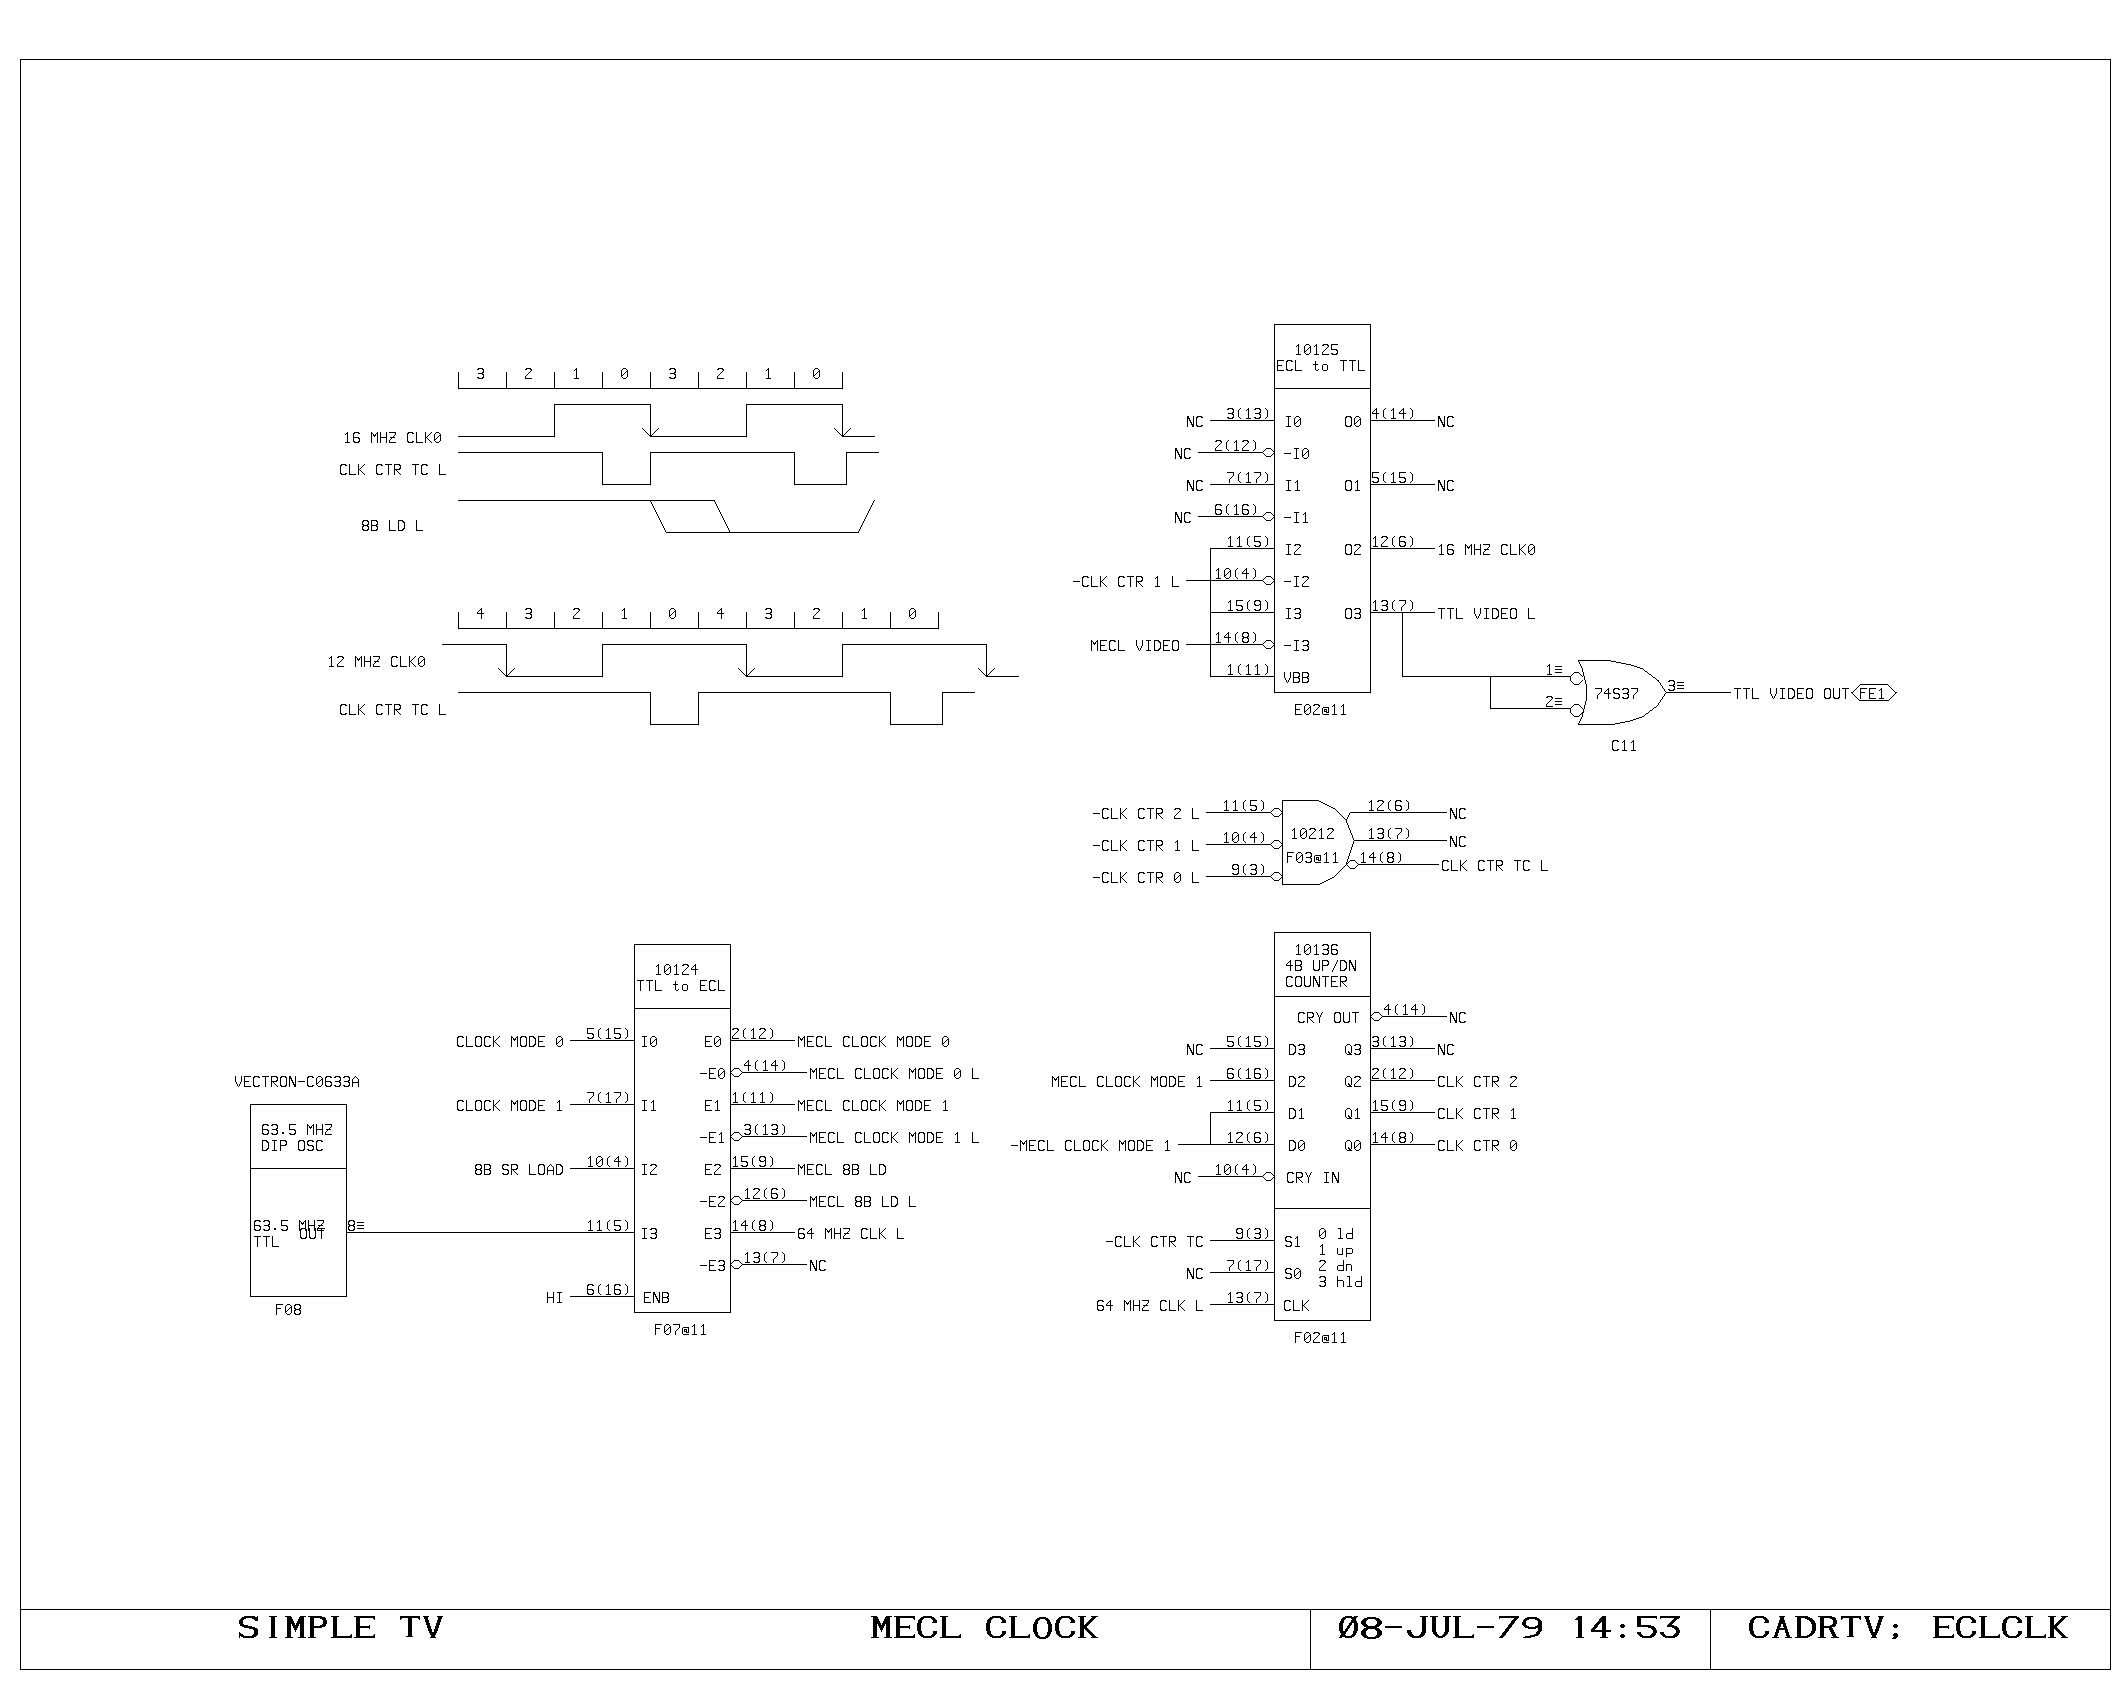 3 2 1 0 3 2 1 0
16 MHZ CLK0
CLK CTR TC L
8B LD L
4 3 2 1 0 4 3 2 1 0
12 MHZ CLK0
CLK CTR TC L
10125
ECL to TTL
NC 3(13) I0 O0 4(14) NC
NC 2(12) -I0
NC 7(17) I1 O1 5(15) NC
NC 6(16) -I1
11(5) I2 O2 12(6) 16 MHZ CLK0
-CLK CTR 1 L 10(4) -I2
15(9) I3 O3 13(7) TTL VIDEO L
MECL VIDEO 14(8) -I3
1(11) VBB
E02@11
1≡
2≡
74S37
3≡ TTL VIDEO OUT FE1
C11
-CLK CTR 2 L 11(5) 12(6) NC
-CLK CTR 1 L 10(4) 10212 13(7) NC
-CLK CTR 0 L 9(3) F03@11 14(8) CLK CTR TC L
VECTRON-C0633A
63.5 MHZ
DIP OSC
63.5 MHZ
TTL
OUT
8≡
F08
10124
TTL to ECL
CLOCK MODE 0 5(15) I0 E0 2(12) MECL CLOCK MODE 0
-E0 4(14) MECL CLOCK MODE 0 L
CLOCK MODE 1 7(17) I1 E1 1(11) MECL CLOCK MODE 1
-E1 3(13) MECL CLOCK MODE 1 L
8B SR LOAD 10(4) I2 E2 15(9) MECL 8B LD
-E2 12(6) MECL 8B LD L
11(5) I3 E3 14(8) 64 MHZ CLK L
-E3 13(7) NC
HI 6(16) ENB
F07@11
10136
4B UP/DN
COUNTER
CRY OUT 4(14) NC
NC 5(15) D3 Q3 3(13) NC
MECL CLOCK MODE 1 6(16) D2 Q2 2(12) CLK CTR 2
11(5) D1 Q1 15(9) CLK CTR 1
-MECL CLOCK MODE 1 12(6) D0 Q0 14(8) CLK CTR 0
NC 10(4) CRY IN
-CLK CTR TC 9(3) S1 0 ld
1 up
NC 7(17) S0 2 dn
3 hld
64 MHZ CLK L 13(7) CLK
F02@11
SIMPLE TV MECL CLOCK 08-JUL-79 14:53 CADRTV; ECLCLK